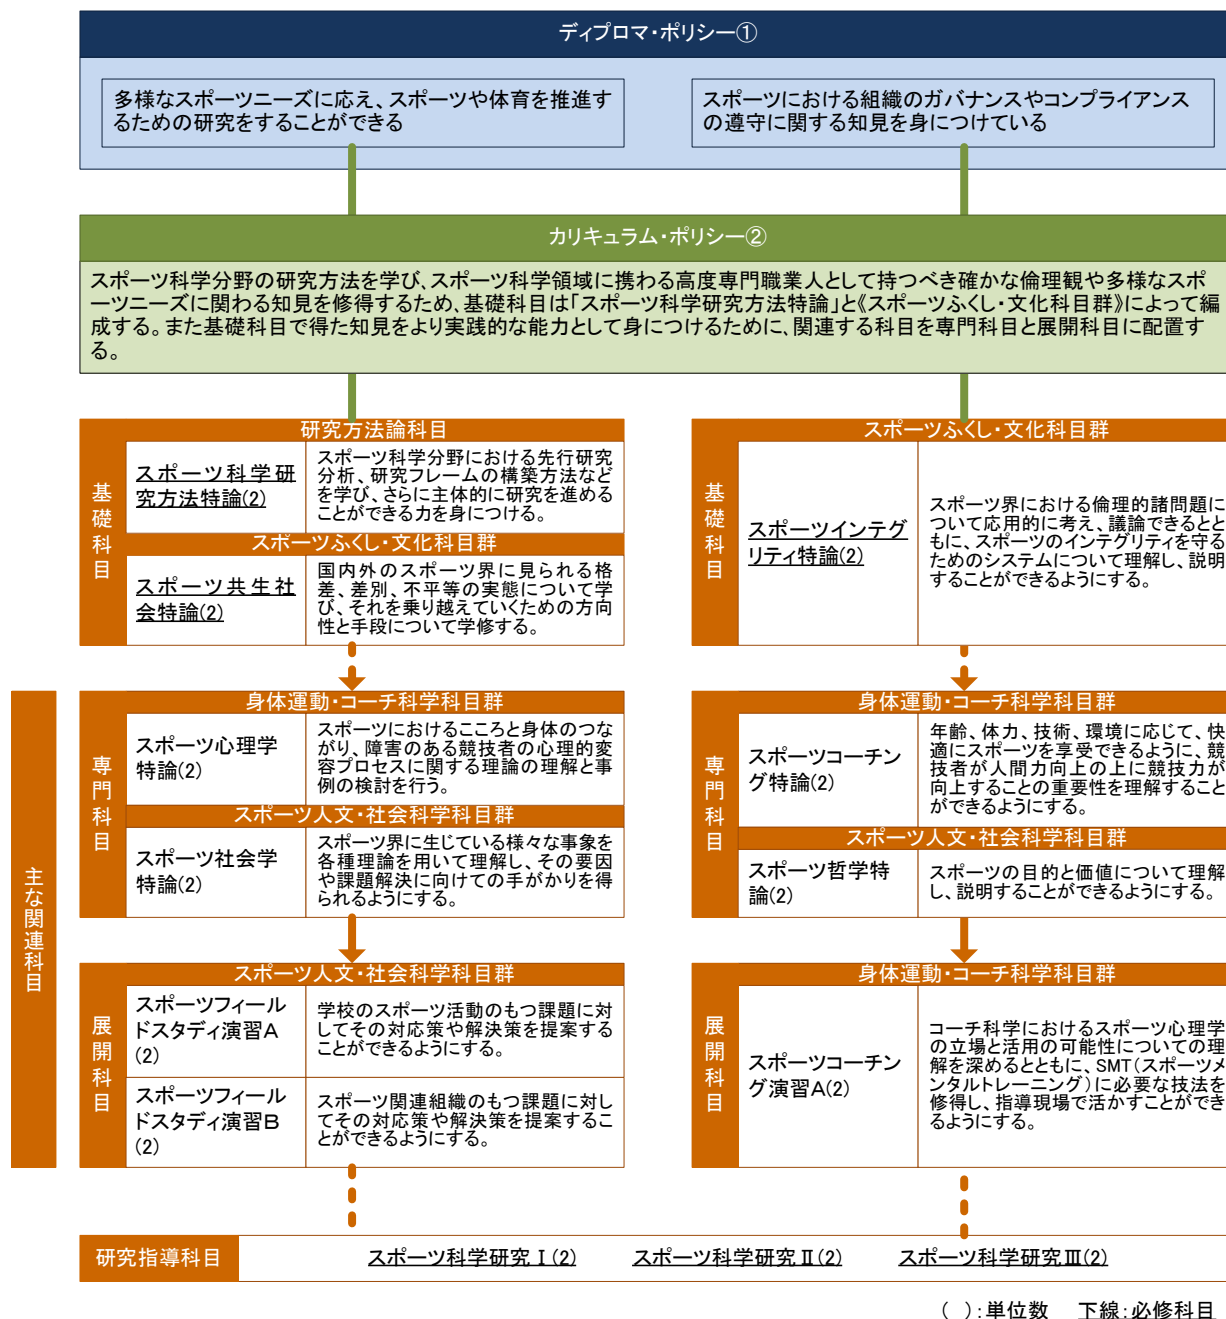 ディプロマ・ポリシー①
多様なスポーツニーズに応え、スポーツや体育を推進す
るための研究をすることができる
スポーツにおける組織のガバナンスやコンプライアンス
の遵守に関する知見を身につけている
カリキュラム・ポリシー②
スポーツ科学分野の研究方法を学び、スポーツ科学領域に携わる高度専門職業人として持つべき確かな倫理観や多様なスポ
ーツニーズに関わる知見を修得するため、基礎科目は「スポーツ科学研究方法特論」と《スポーツふくし・文化科目群》によって編
成する。また基礎科目で得た知見をより実践的な能力として身につけるために、関連する科目を専門科目と展開科目に配置す
る。
基礎科目
研究方法論科目
スポーツ科学研
究方法特論(2)
スポーツ科学分野における先行研究
分析、研究フレームの構築方法など
を学び、さらに主体的に研究を進める
ことができる力を身につける。
スポーツふくし・文化科目群
スポーツ共生社
会特論(2)
国内外のスポーツ界に見られる格
差、差別、不平等の実態について学
び、それを乗り越えていくための方向
性と手段について学修する。
基礎科目
スポーツふくし・文化科目群
スポーツインテグ
リティ特論(2)
スポーツ界における倫理的諸問題に
ついて応用的に考え、議論できるとと
もに、スポーツのインテグリティを守る
ためのシステムについて理解し、説明
することができるようにする。
主な関連科目
専門科目
身体運動・コーチ科学科目群
スポーツ心理学
特論(2)
スポーツにおけるこころと身体のつな
がり、障害のある競技者の心理的変
容プロセスに関する理論の理解と事
例の検討を行う。
スポーツ人文・社会科学科目群
スポーツ社会学
特論(2)
スポーツ界に生じている様々な事象を
各種理論を用いて理解し、その要因
や課題解決に向けての手がかりを得
られるようにする。
専門科目
身体運動・コーチ科学科目群
スポーツコーチン
グ特論(2)
年齢、体力、技術、環境に応じて、快
適にスポーツを享受できるように、競
技者が人間力向上の上に競技力が
向上することの重要性を理解すること
ができるようにする。
スポーツ人文・社会科学科目群
スポーツ哲学特
論(2)
スポーツの目的と価値について理解
し、説明することができるようにする。
展開科目
スポーツ人文・社会科学科目群
スポーツフィール
ドスタディ演習A
(2)
学校のスポーツ活動のもつ課題に対
してその対応策や解決策を提案する
ことができるようにする。
スポーツフィール
ドスタディ演習B
(2)
スポーツ関連組織のもつ課題に対し
てその対応策や解決策を提案するこ
とができるようにする。
展開科目
身体運動・コーチ科学科目群
スポーツコーチン
グ演習A(2)
コーチ科学におけるスポーツ心理学
の立場と活用の可能性についての理
解を深めるとともに、SMT(スポーツメ
ンタルトレーニング)に必要な技法を
修得し、指導現場で活かすことができ
るようにする。
研究指導科目
スポーツ科学研究Ⅰ(2) スポーツ科学研究Ⅱ(2) スポーツ科学研究Ⅲ(2)
( ):単位数 下線:必修科目